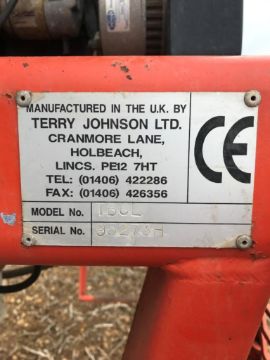 MANUFACTURED IN THE U.K. BY
TERRY JOHNSON LTD.
CRANMORE LANE,
HOLBEACH,
LINCS. PE12 7HT
TEL: (01406) 422286
FAX: (01406) 426356
CE
MODEL No.
SERIAL No.